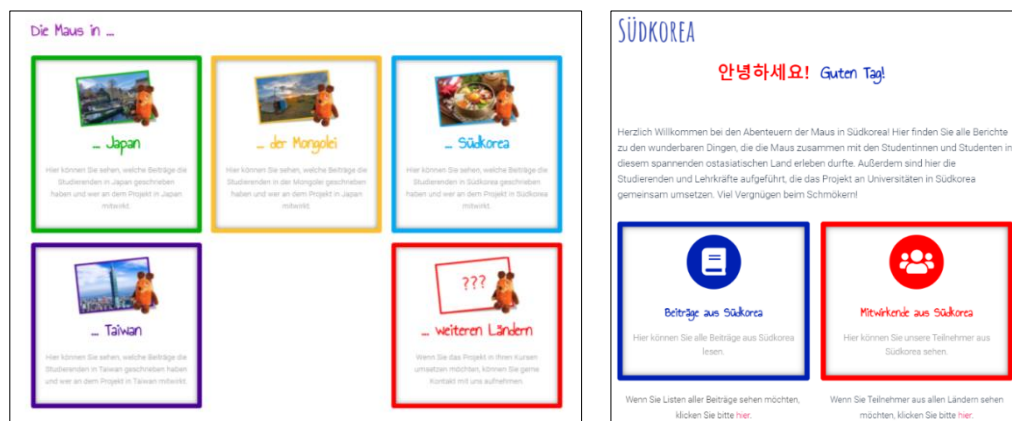 Die Maus in ...
... Japan
Hier können Sie sehen, welche Beiträge die
Studierenden in Japan geschrieben
haben und wer an dem Projekt in Japan
mitwirkt.
... der Mongolei
Hier können Sie sehen, welche Beiträge die
Studierenden in der Mongolei geschrieben
haben und wer an dem Projekt in Japan
mitwirkt.
... Südkorea
Hier können Sie sehen, welche Beiträge die
Studierenden in Südkorea geschrieben
haben und wer an dem Projekt in Südkorea
mitwirkt.
... Taiwan
Hier können Sie sehen, welche Beiträge die
Studierenden in Taiwan geschrieben haben
und wer an dem Projekt in Taiwan mitwirkt.
???
... weiteren Ländern
Wenn Sie das Projekt in Ihren Kursen
umsetzen möchten, können Sie gerne
Kontakt mit uns aufnehmen.
Südkorea
안녕하세요! Guten Tag!
Herzlich Willkommen bei den Abenteuern der Maus in Südkorea! Hier finden Sie alle Berichte
zu den wunderbaren Dingen, die die Maus zusammen mit den Studentinnen und Studenten in
diesem spannenden ostasiatischen Land erleben durfte. Außerdem sind hier die
Studierenden und Lehrkräfte aufgeführt, die das Projekt an Universitäten in Südkorea
gemeinsam umsetzen. Viel Vergnügen beim Schmökern!
Beiträge aus Südkorea
Hier können Sie alle Beiträge aus Südkorea
lesen.
Mitwirkende aus Südkorea
Hier können Sie unsere Teilnehmer aus
Südkorea sehen.
Wenn Sie Listen aller Beiträge sehen möchten,
klicken Sie bitte hier.
Wenn Sie Teilnehmer aus allen Ländern sehen
möchten, klicken Sie bitte hier.